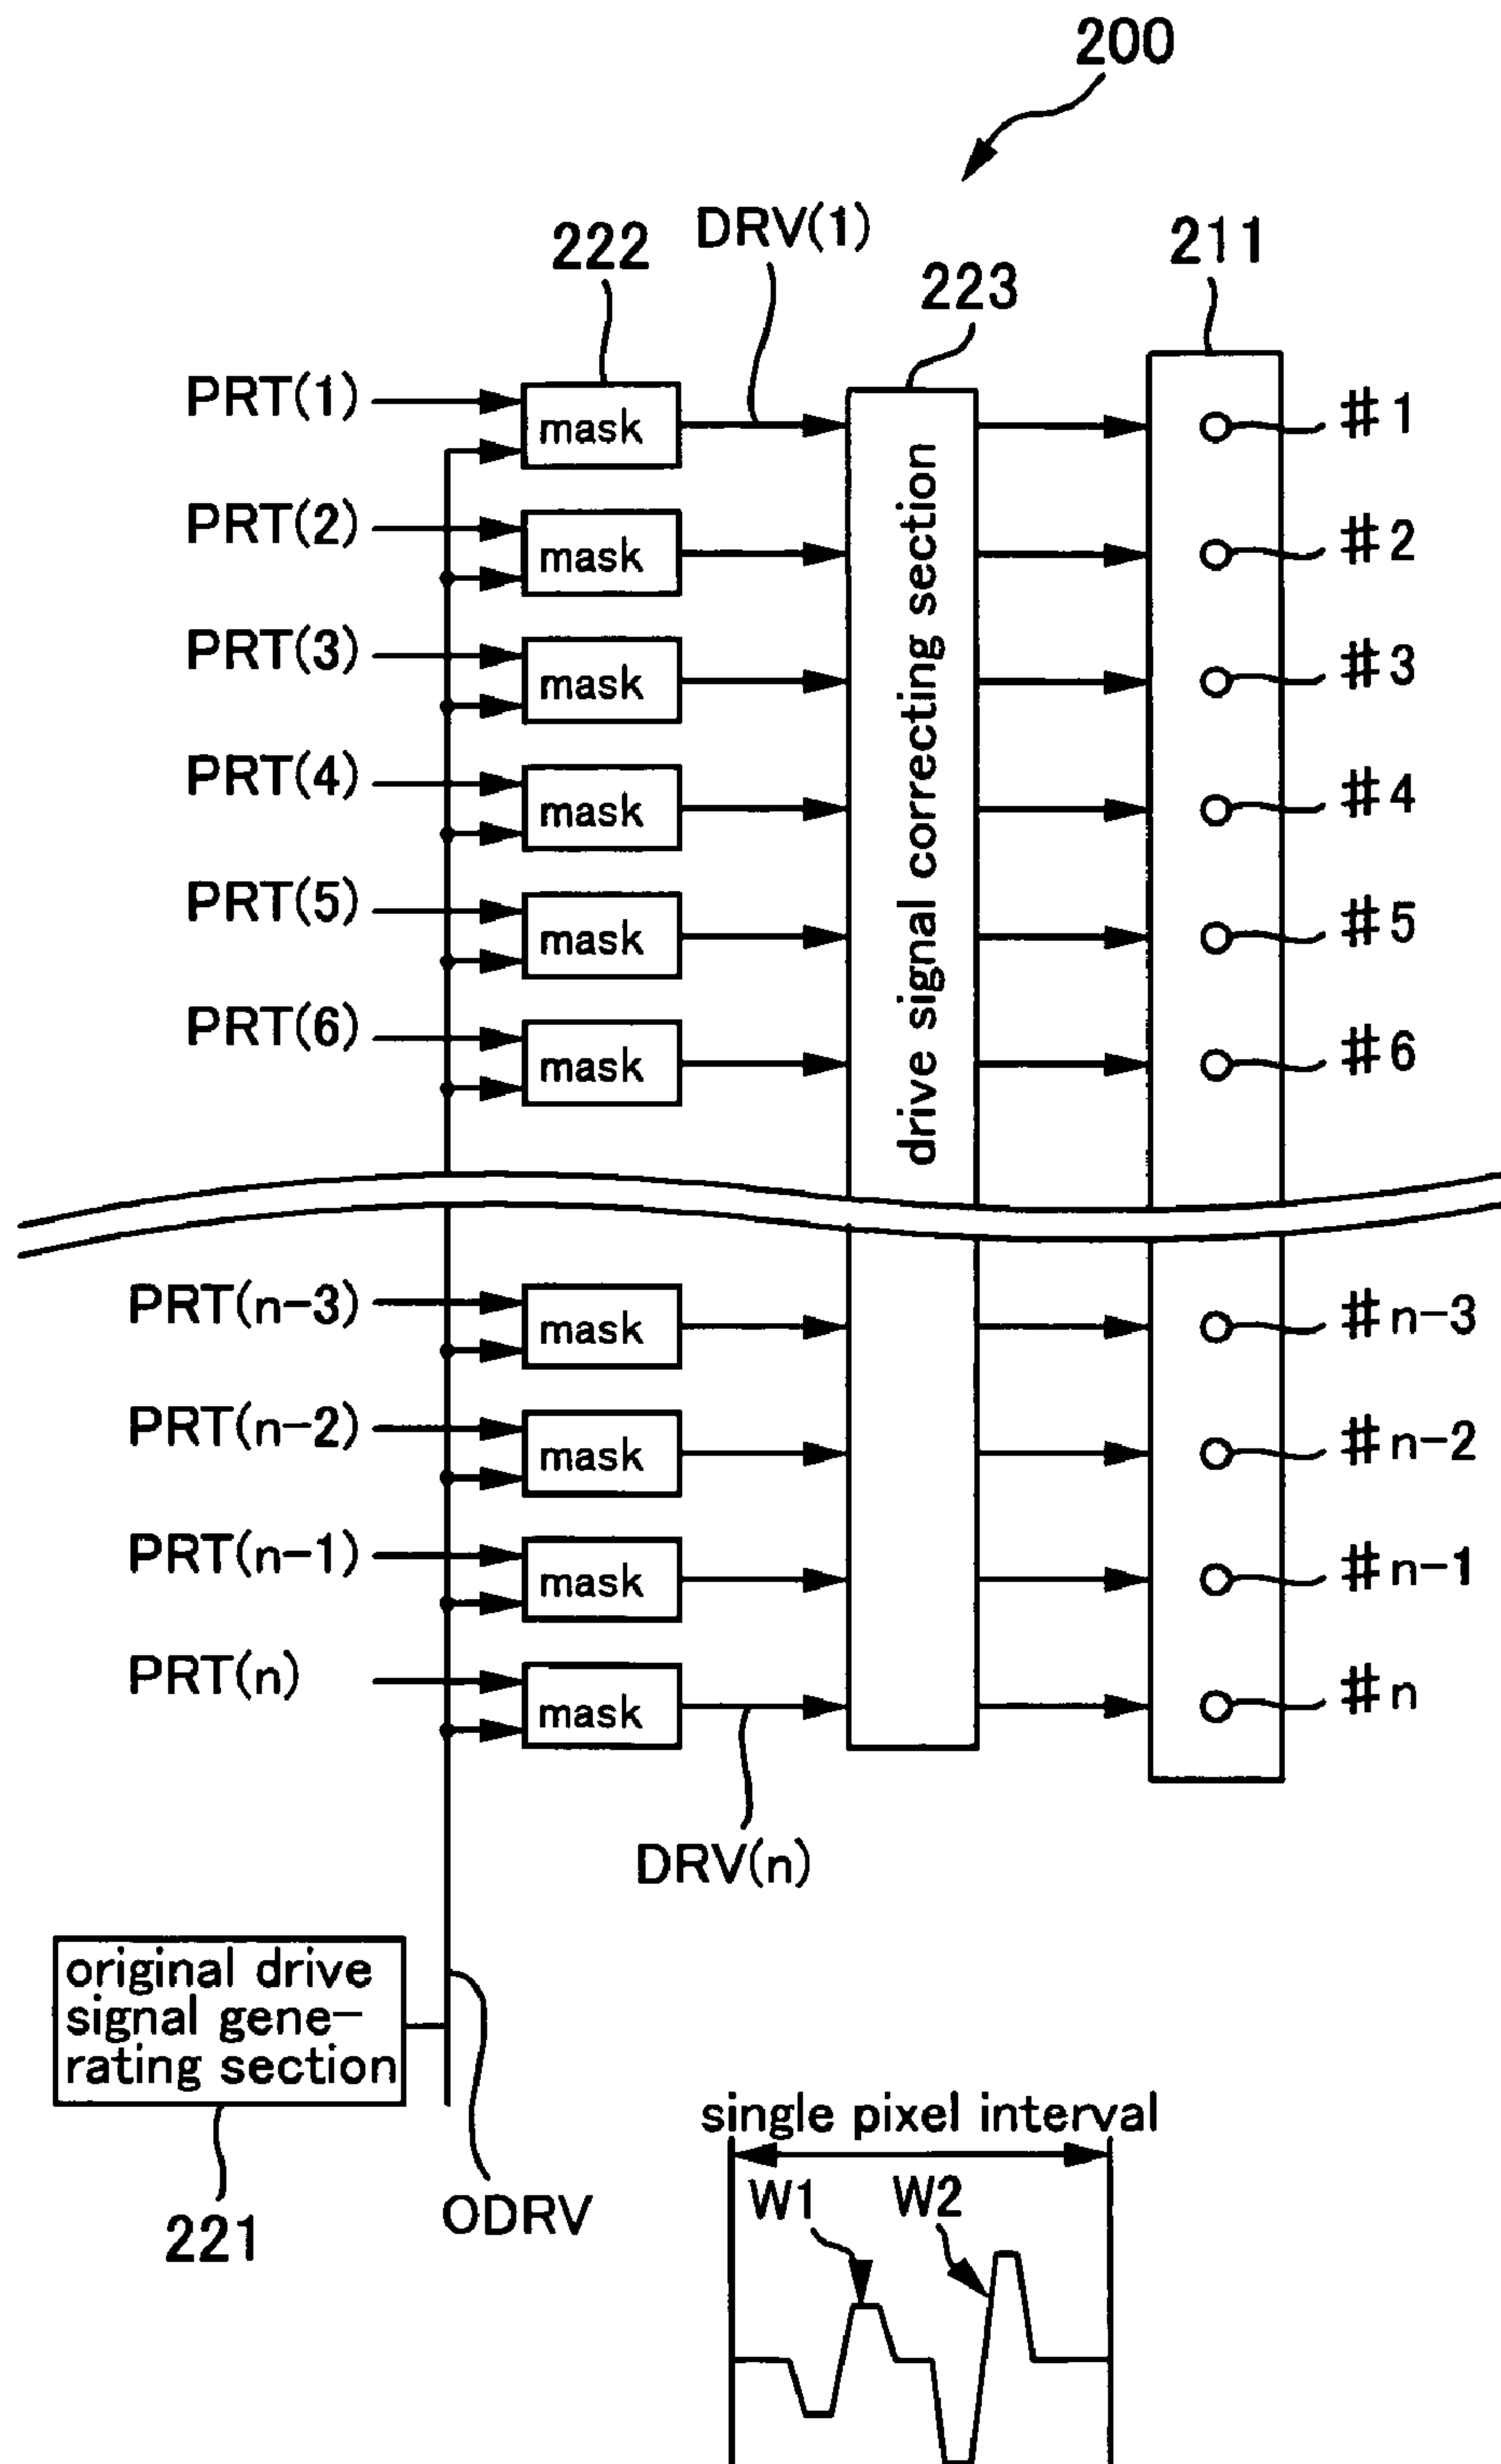 200
222
DRV(1)
223
211
PRT(1)
mask
#1
PRT(2)
mask
#2
PRT(3)
mask
#3
PRT(4)
mask
#4
PRT(5)
mask
#5
PRT(6)
mask
#6
drive signal correcting section
PRT(n-3)
mask
#n-3
PRT(n-2)
mask
#n-2
PRT(n-1)
mask
#n-1
PRT(n)
mask
#n
DRV(n)
original drive
signal gene-
rating section
221
ODRV
single pixel interval
W1
W2